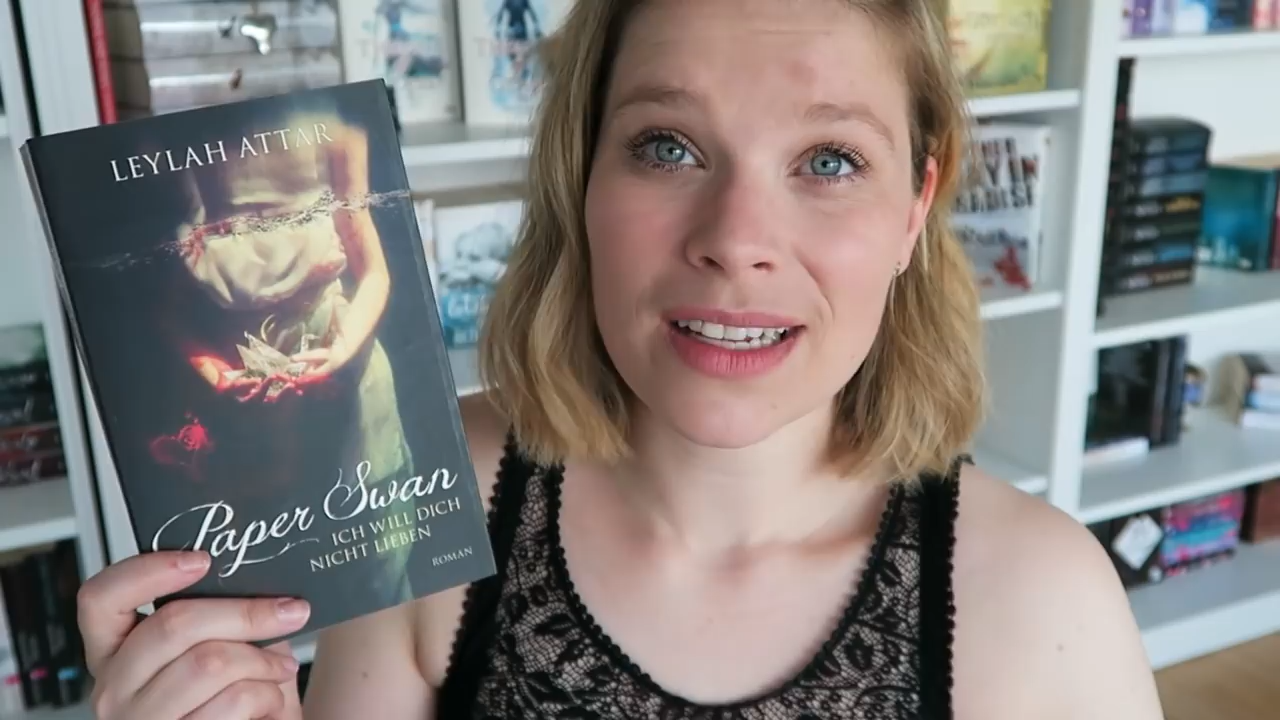 LEYLAH ATTAR
Paper Swan
ICH WILL DICH
NICHT LIEBEN
ROMAN